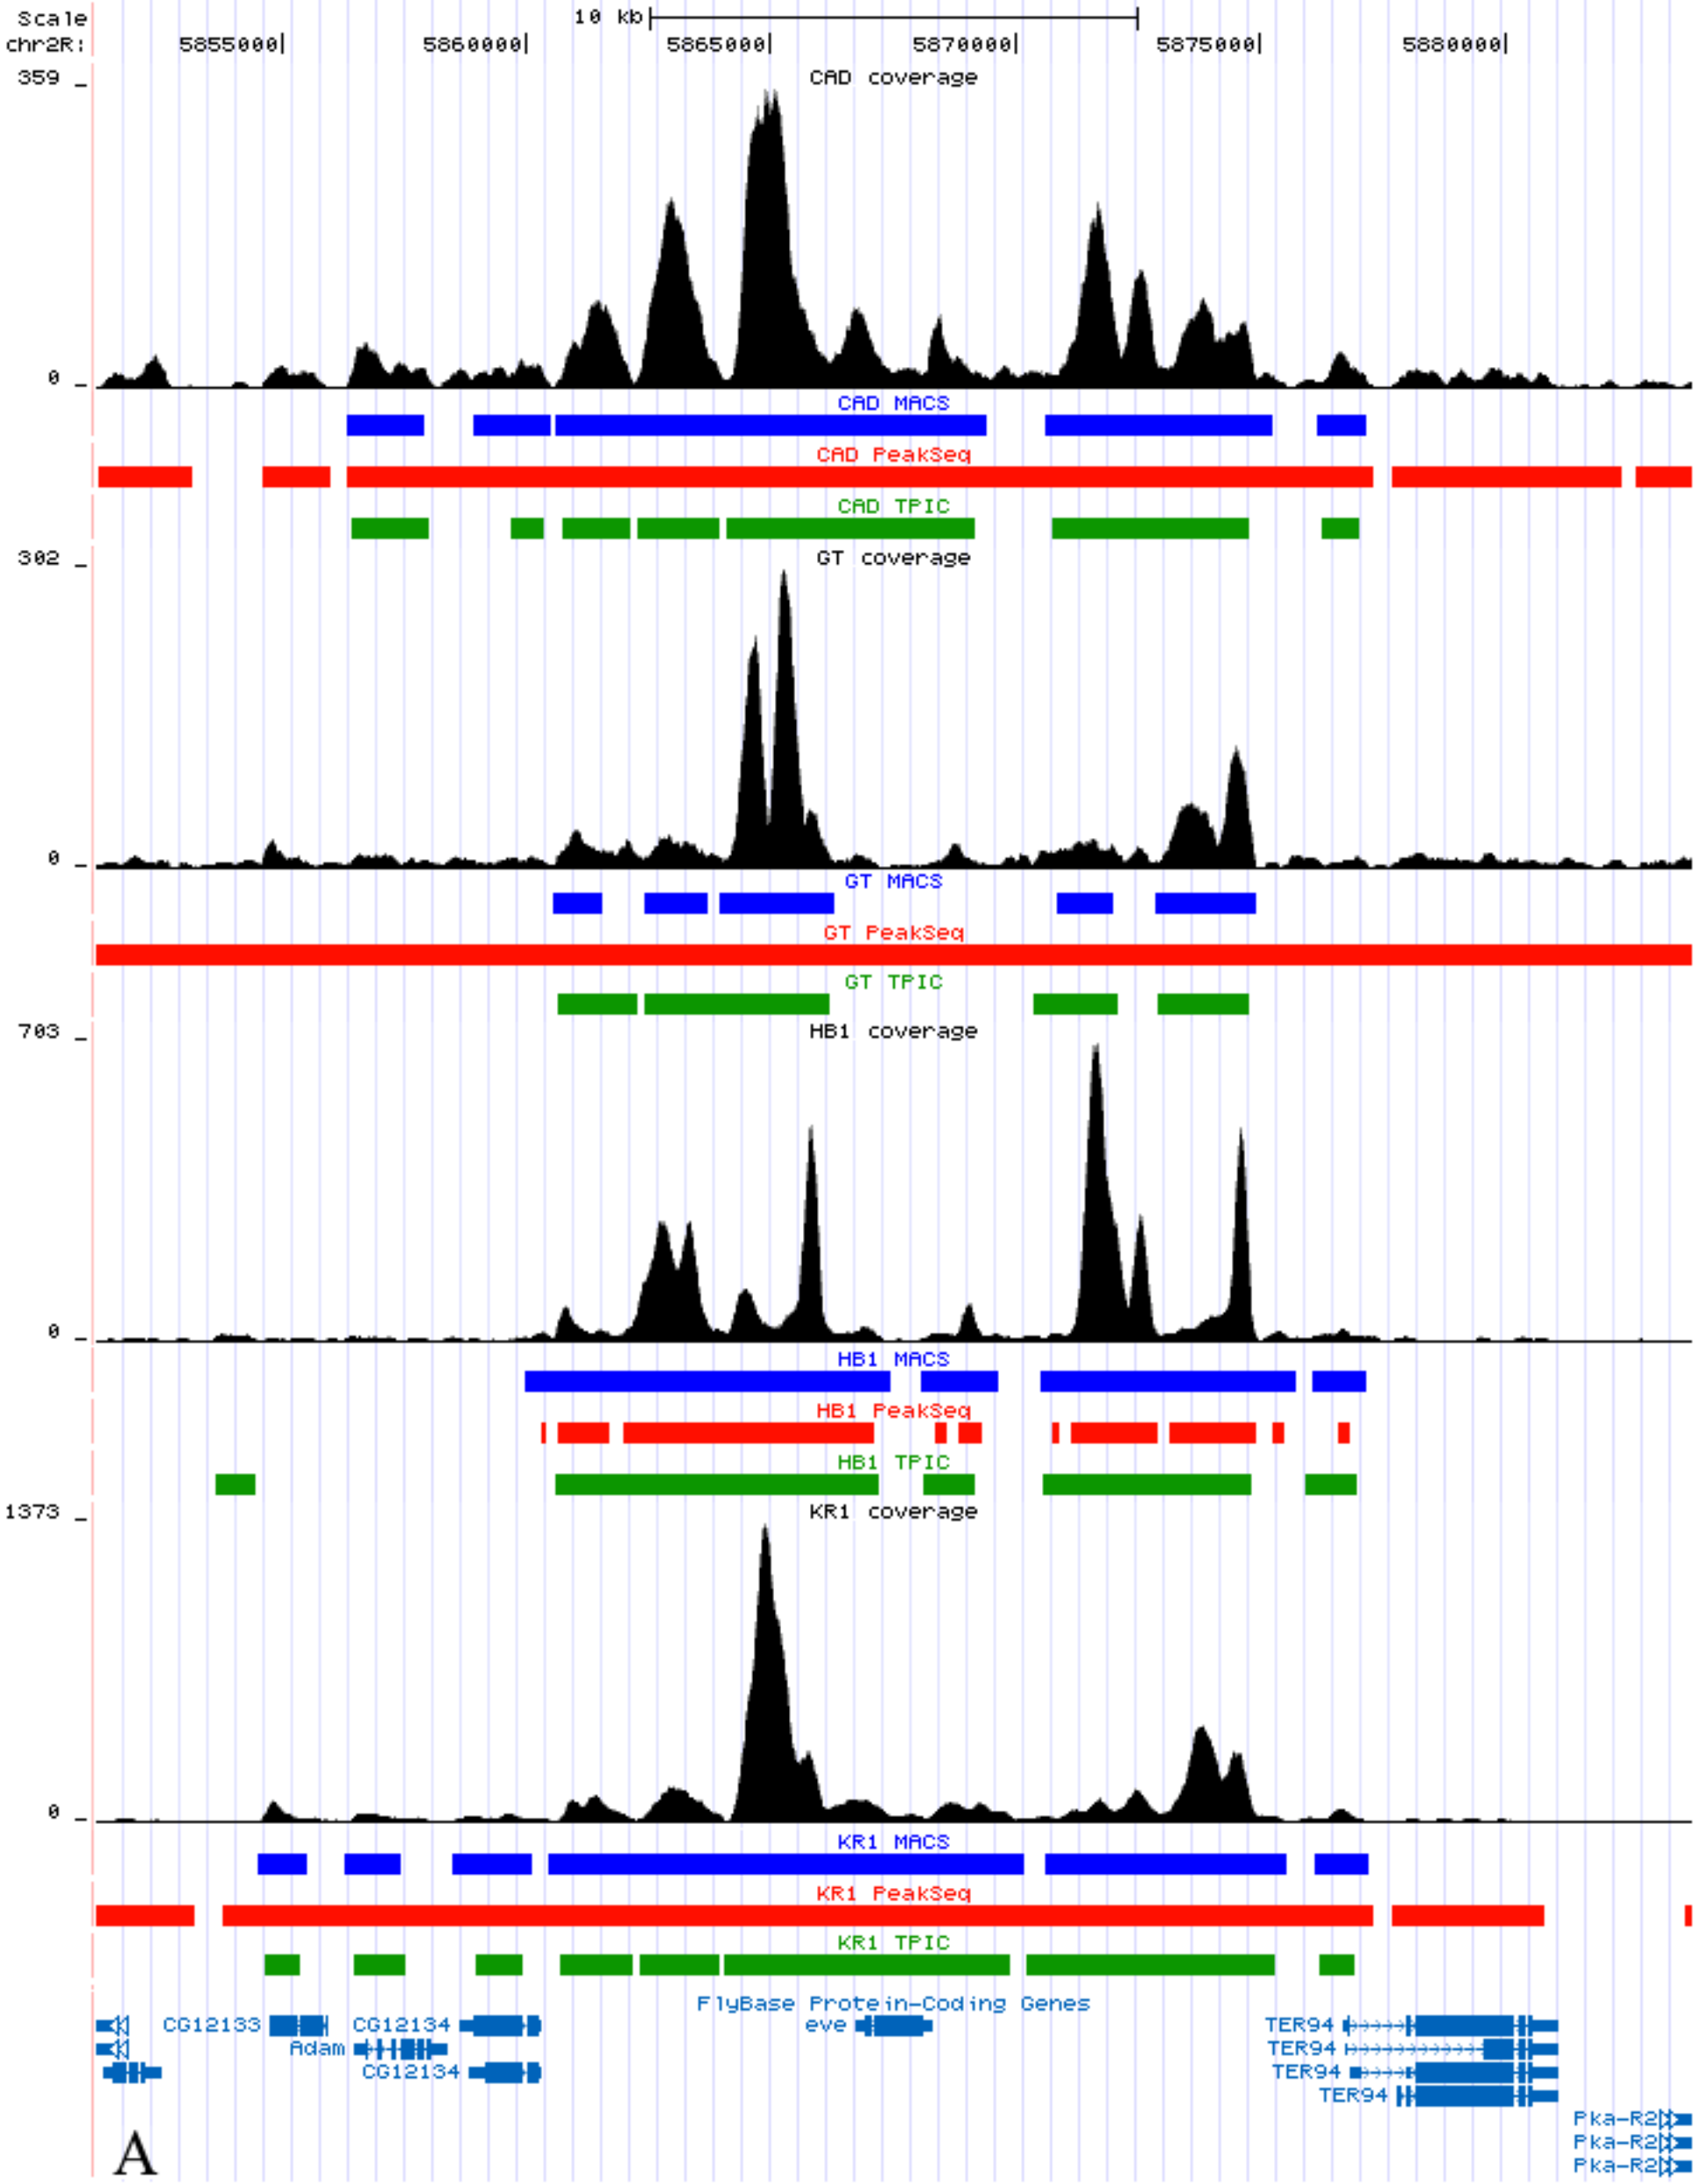 Scale 10 kb
chr2R: 5855000 5860000 5865000 5870000 5875000 5880000
359 CAD coverage
0
CAD MACS
CAD PeakSeq
CAD TPIC
302 GT coverage
0
GT MACS
GT PeakSeq
GT TPIC
703 HB1 coverage
0
HB1 MACS
HB1 PeakSeq
HB1 TPIC
1373 KR1 coverage
0
KR1 MACS
KR1 PeakSeq
KR1 TPIC
FlyBase Protein-Coding Genes
CG12133 CG12134 eve TER94
Adam TER94
CG12134 TER94
TER94
Pka-R2
Pka-R2
Pka-R2
A